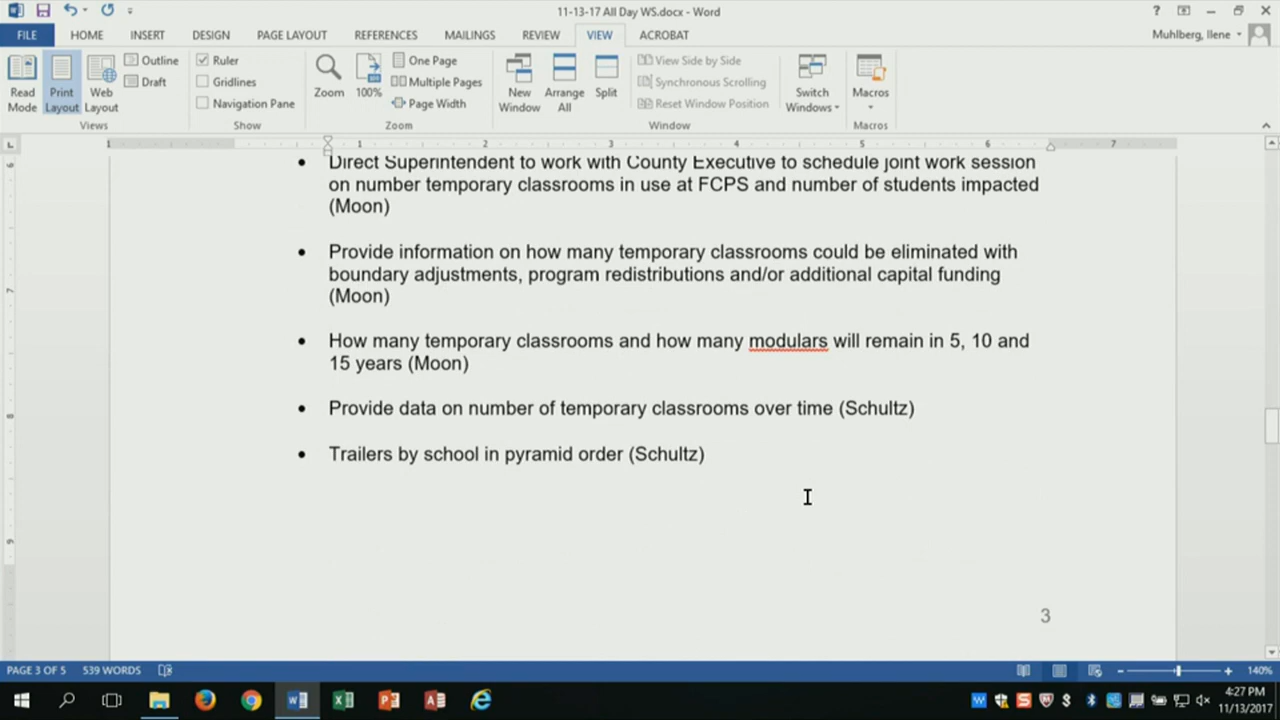 11-13-17 All Day WS.docx - Word
FILE HOME INSERT DESIGN PAGE LAYOUT REFERENCES MAILINGS REVIEW VIEW ACROBAT
Muhlberg, Ilene
Read Mode
Print Layout
Web Layout
Outline
Draft
Views
Ruler
Gridlines
Navigation Pane
Show
Zoom
100%
One Page
Multiple Pages
Page Width
Zoom
New Window
Arrange All
Split
View Side by Side
Synchronous Scrolling
Reset Window Position
Window
Switch Windows
Macros
Macros
1 1 2 3 4 5 6 7
Direct Superintendent to work with County Executive to schedule joint work session
on number temporary classrooms in use at FCPS and number of students impacted
(Moon)
Provide information on how many temporary classrooms could be eliminated with
boundary adjustments, program redistributions and/or additional capital funding
(Moon)
How many temporary classrooms and how many modulars will remain in 5, 10 and
15 years (Moon)
Provide data on number of temporary classrooms over time (Schultz)
Trailers by school in pyramid order (Schultz)
3
PAGE 3 OF 5 539 WORDS
140%
4:27 PM
11/13/2017